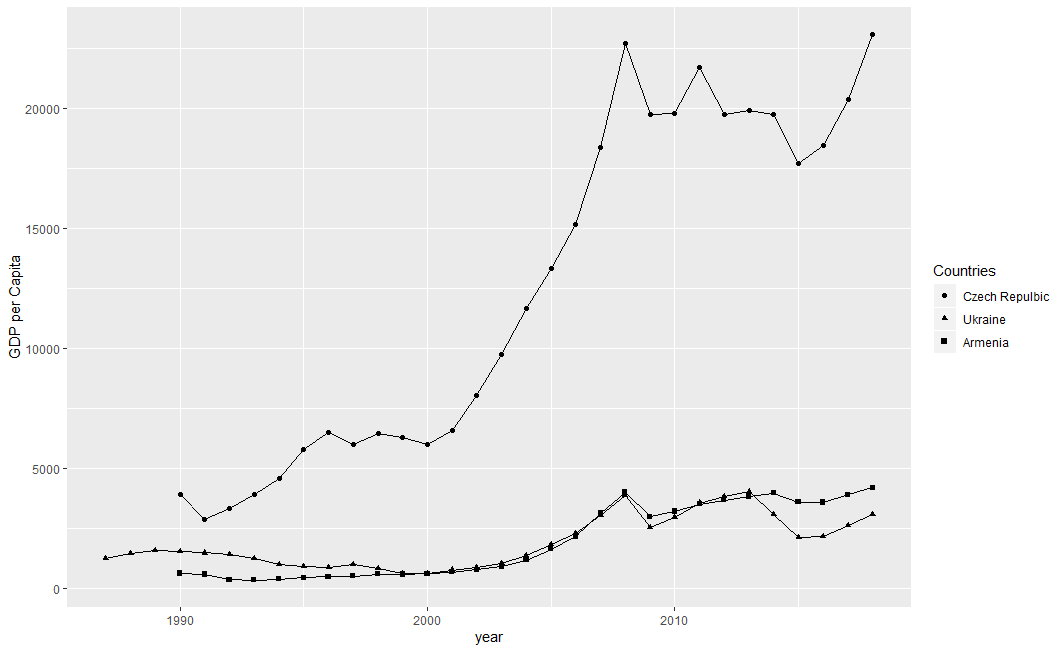 20000
15000
10000
5000
0
GDP per Capita
1990
2000
2010
year
Countries
Czech Repulbic
Ukraine
Armenia